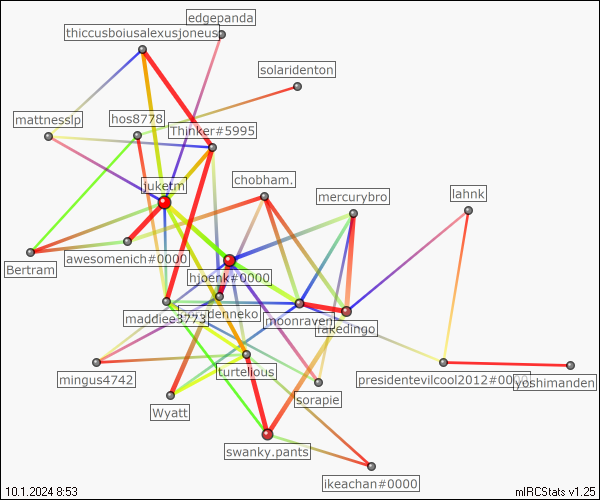 edgepanda
thiccusboiusalexusjoneus
solaridenton
mattnesslp
hos8778
Thinker#5995
juketm
chobham.
mercurybro
lahnk
awesomenich#0000
Bertram
hjoenk#0000
denneko
maddiee3773
moonraven
fakedingo
mingus4742
turtelious
presidentevilcool2012#00
yoshimanden
Wyatt
sorapie
swanky.pants
ikeachan#0000
10.1.2024 8:53
mIRCStats v1.25